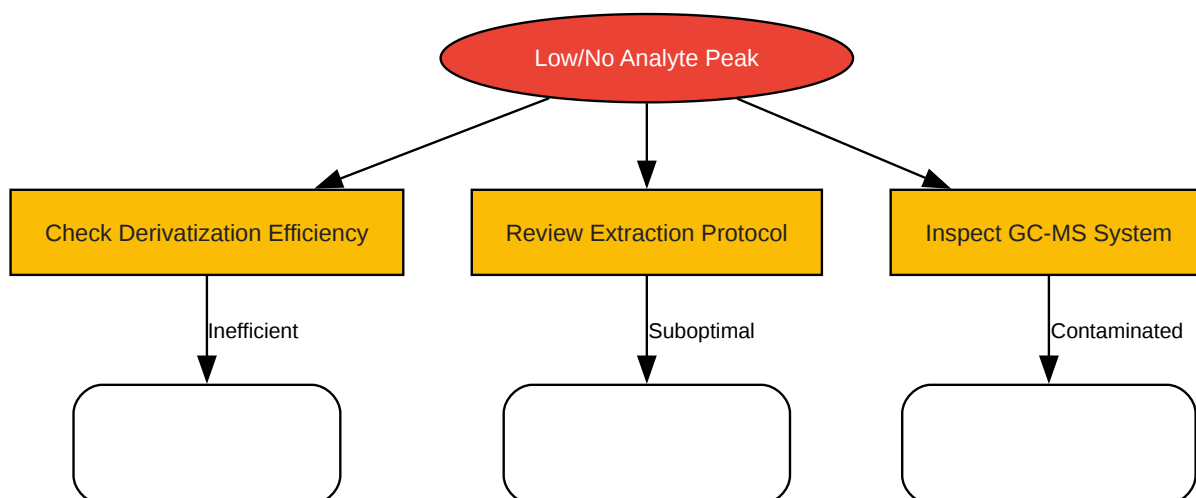 Low/No Analyte Peak
Check Derivatization Efficiency
Review Extraction Protocol
Inspect GC-MS System
Inefficient
Suboptimal
Contaminated